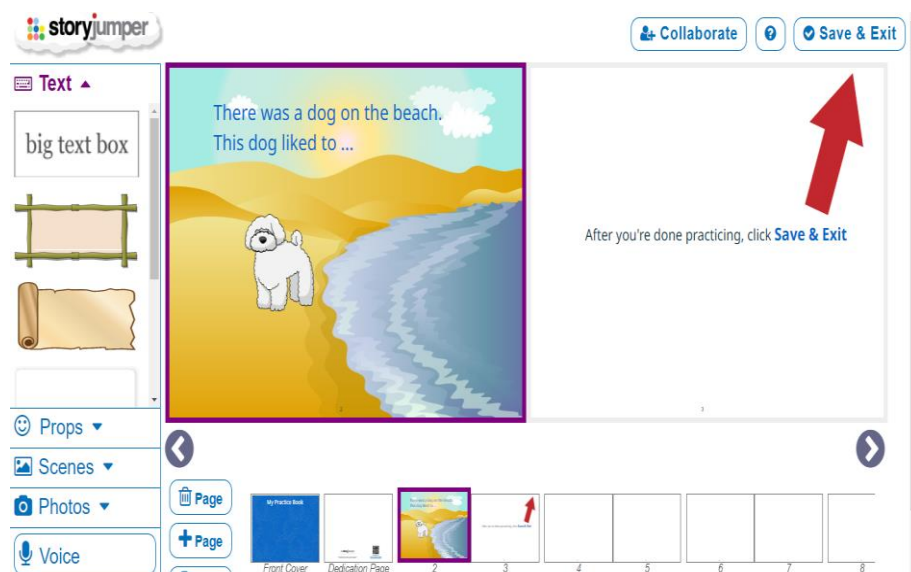 storyjumper
Collaborate
?
Save & Exit
Text
big text box
Props
Scenes
Photos
Voice
There was a dog on the beach.
This dog liked to ...
2
After you're done practicing, click Save & Exit
3
Page
Page
My Practice Book
Front Cover
Dedication Page
2
3
4
5
6
7
8